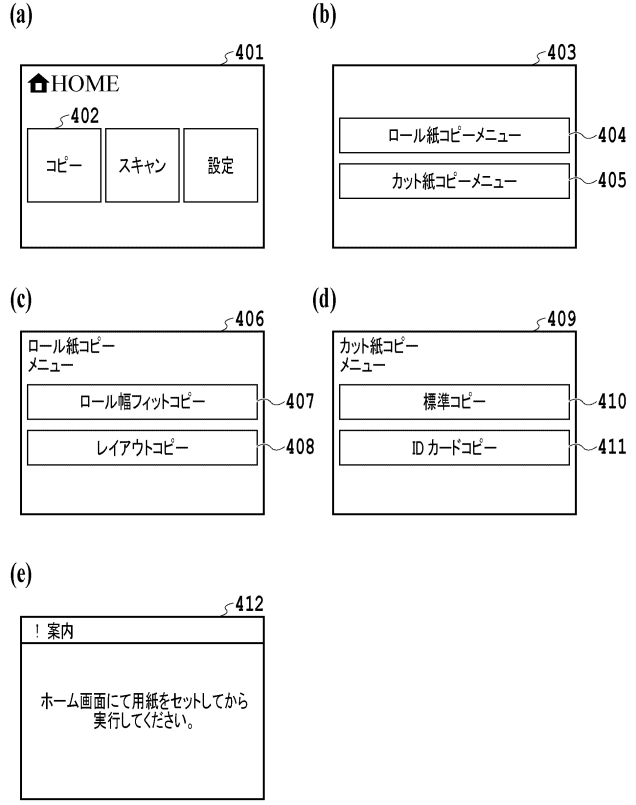 (a)
401
HOME
402
コピー
スキャン
設定
(b)
403
ロール紙コピーメニュー
404
カット紙コピーメニュー
405
(c)
406
ロール紙コピー
メニュー
ロール幅フィットコピー
407
レイアウトコピー
408
(d)
409
カット紙コピー
メニュー
標準コピー
410
IDカードコピー
411
(e)
412
！案内
ホーム画面にて用紙をセットしてから
実行してください。